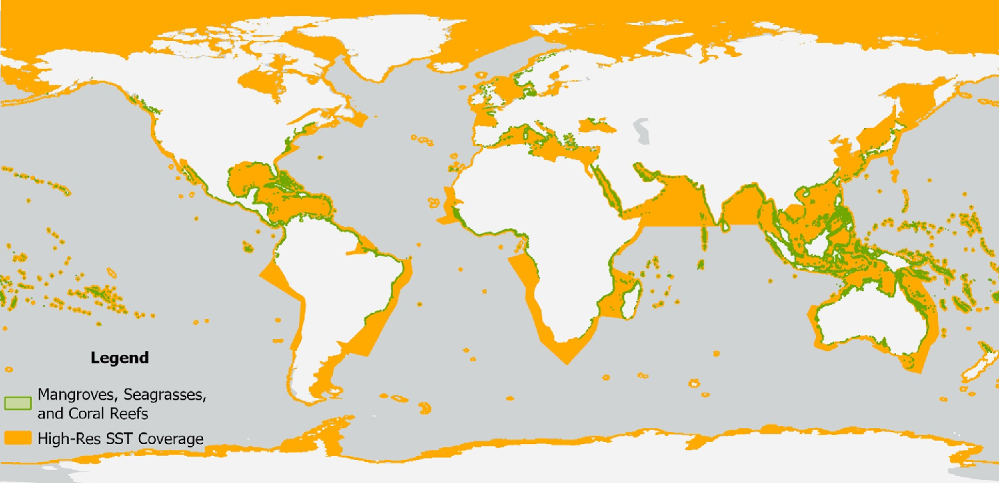 Legend
Mangroves, Seagrasses,
and Coral Reefs
High-Res SST Coverage